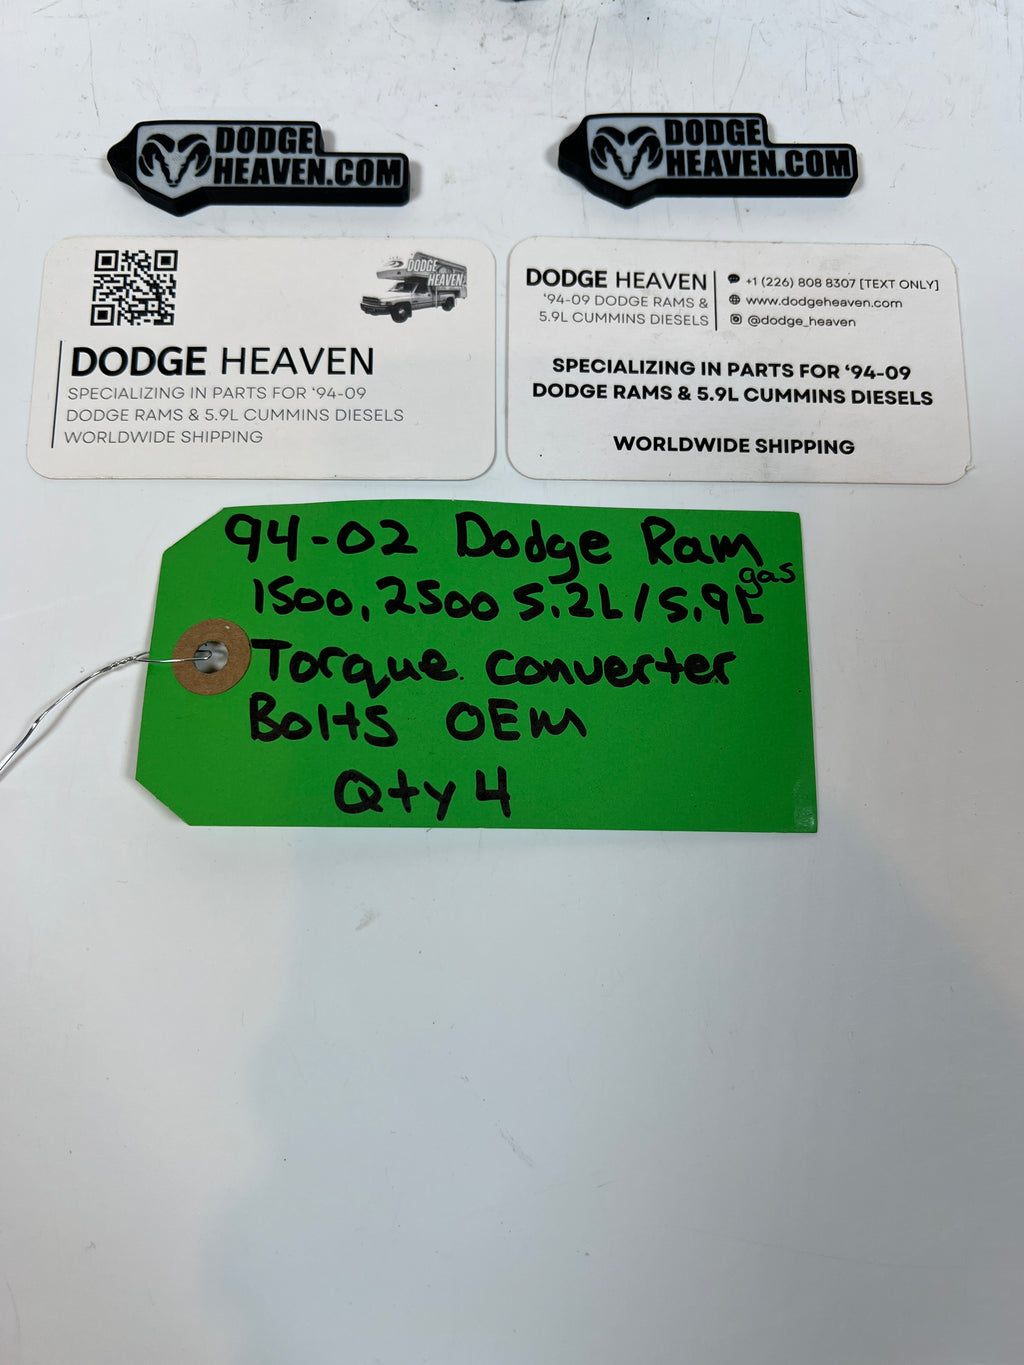 DODGE
HEAVEN.COM
DODGE
HEAVEN.COM
DODGE
HEAVEN
DODGE HEAVEN
SPECIALIZING IN PARTS FOR ‘94-09
DODGE RAMS & 5.9L CUMMINS DIESELS
WORLDWIDE SHIPPING
DODGE HEAVEN
‘94-09 DODGE RAMS &
5.9L CUMMINS DIESELS
+1 (226) 808 8307 [TEXT ONLY]
www.dodgeheaven.com
@dodge_heaven
SPECIALIZING IN PARTS FOR ‘94-09
DODGE RAMS & 5.9L CUMMINS DIESELS
WORLDWIDE SHIPPING
94-02 Dodge Ram
1500, 2500 5.2L/5.9L gas
Torque converter
Bolts OEM
Qty 4